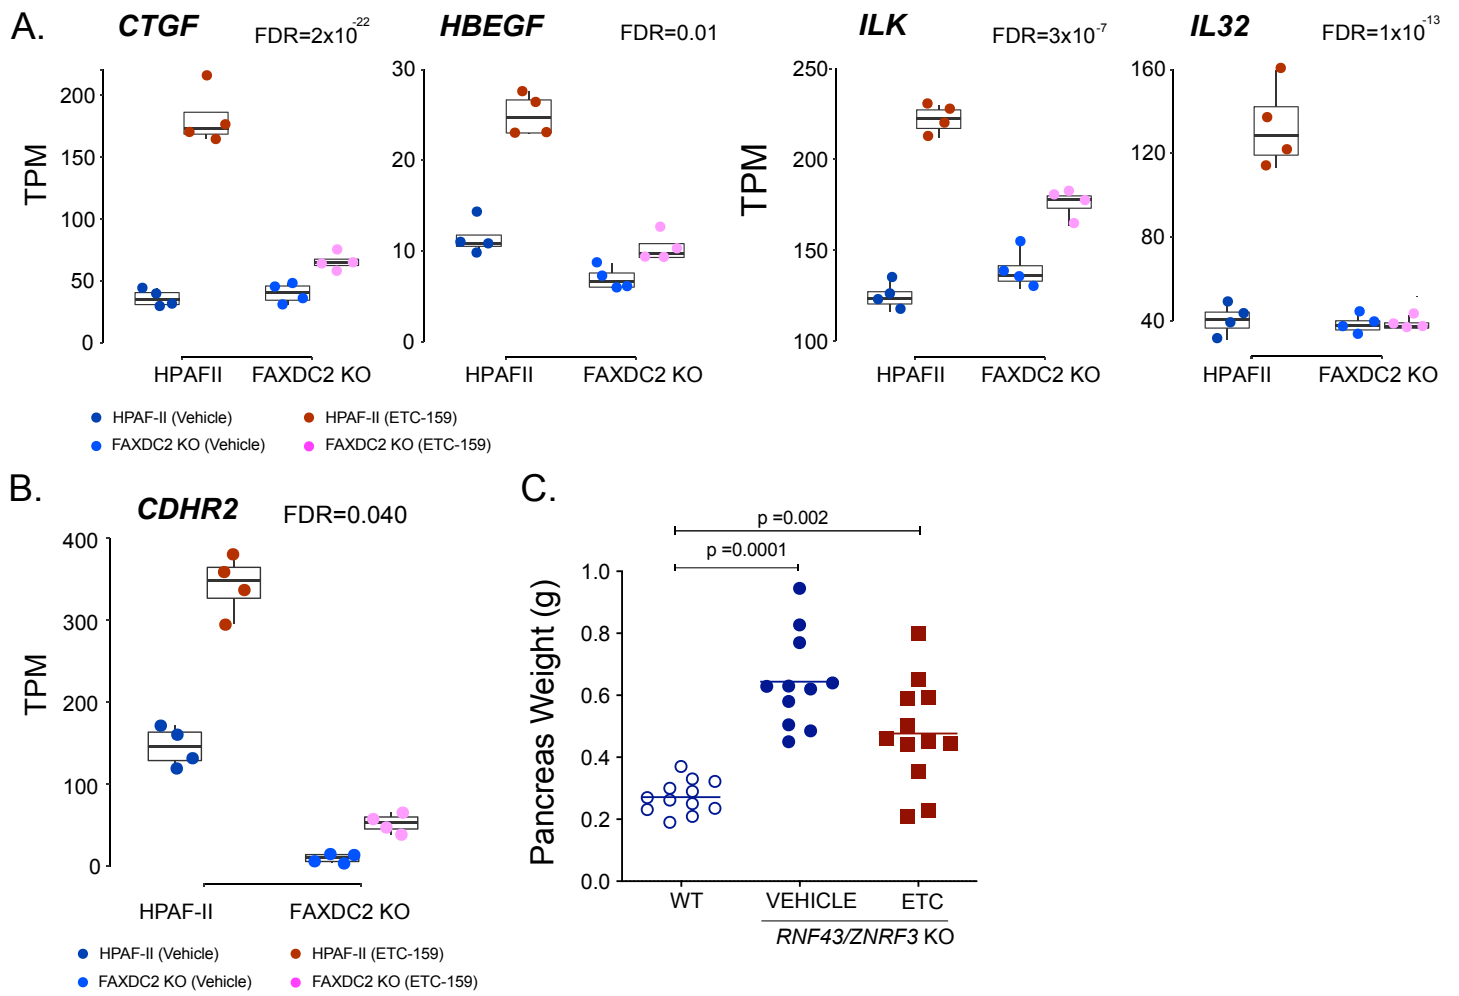 A.
CTGF FDR=2x10-22
HBEGF FDR=0.01
ILK FDR=3x10-7
IL32 FDR=1x10-13
TPM
200
150
100
50
0
HPAFII FAXDC2 KO
30
20
10
0
HPAFII FAXDC2 KO
TPM
250
200
150
100
HPAFII FAXDC2 KO
160
120
80
40
HPAFII FAXDC2 KO
HPAF-II (Vehicle) HPAF-II (ETC-159)
FAXDC2 KO (Vehicle) FAXDC2 KO (ETC-159)
B.
CDHR2 FDR=0.040
TPM
400
300
200
100
0
HPAF-II FAXDC2 KO
HPAF-II (Vehicle) HPAF-II (ETC-159)
FAXDC2 KO (Vehicle) FAXDC2 KO (ETC-159)
C.
p =0.002
p =0.0001
Pancreas Weight (g)
1.0
0.8
0.6
0.4
0.2
0.0
WT VEHICLE ETC
RNF43/ZNRF3 KO